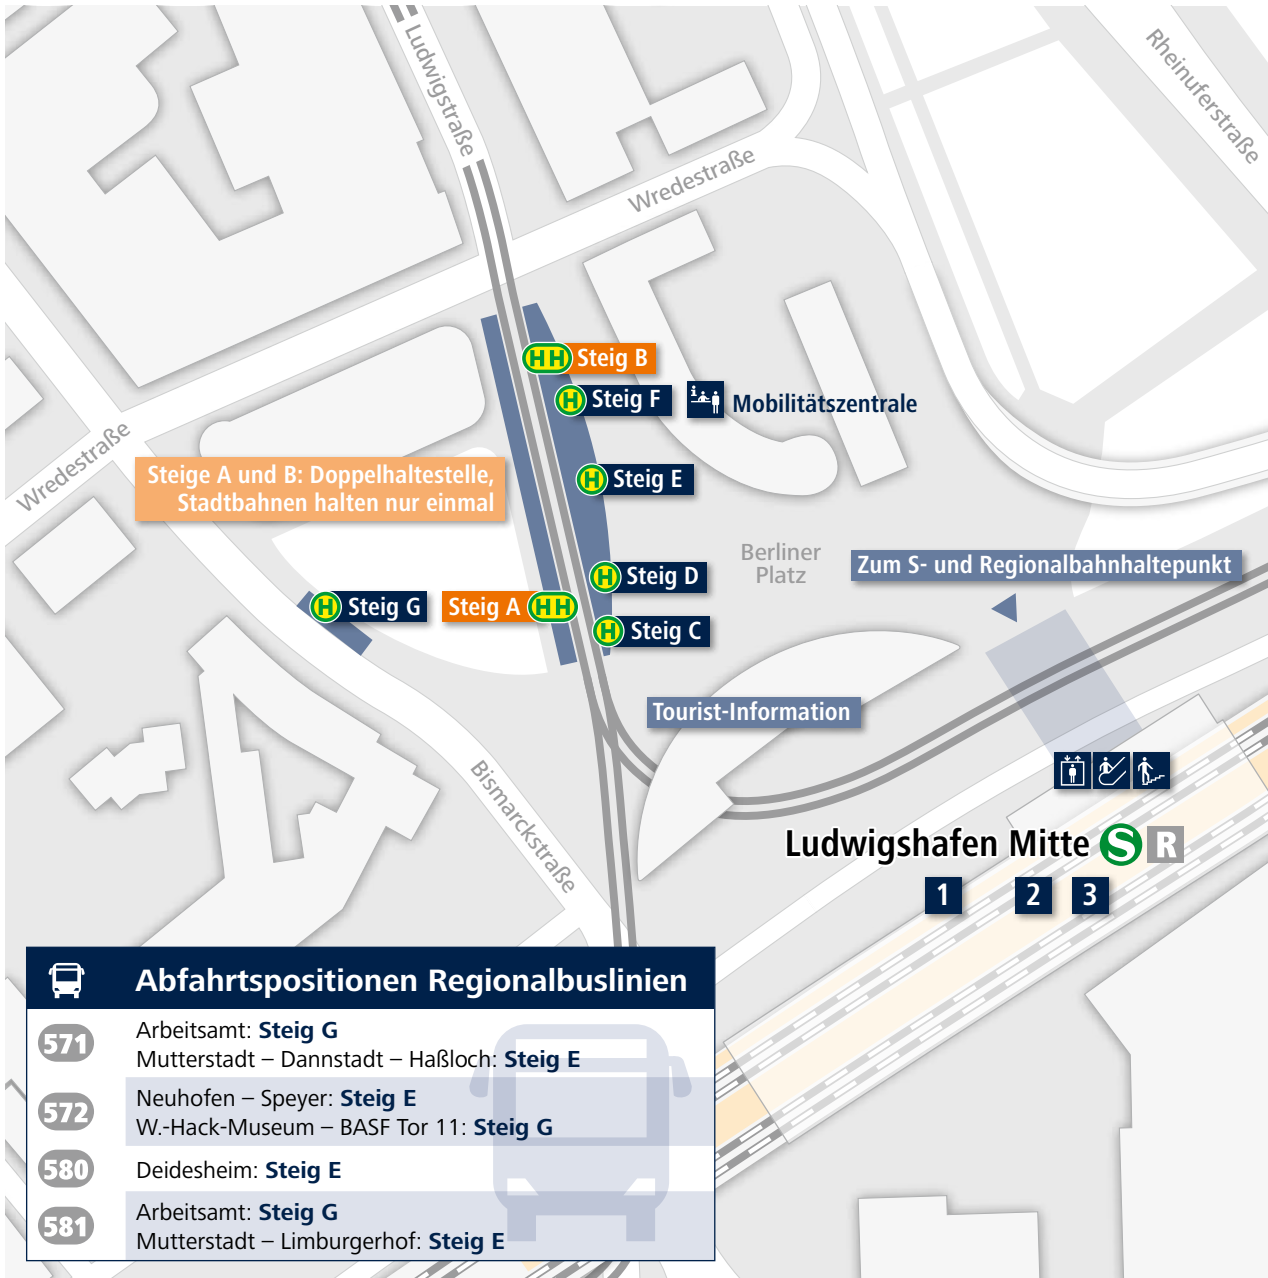 Ludwigstraße
Rheinuferstraße
Wredestraße
HH Steig B
H Steig F
i Mobilitätszentrale
Wredestraße
Steige A und B: Doppelhaltestelle,
Stadtbahnen halten nur einmal
H Steig E
Berliner
Platz
Zum S- und Regionalbahnhaltepunkt
H Steig D
H Steig G
Steig A HH
H Steig C
Tourist-Information
Bismarckstraße
Ludwigshafen Mitte S R
1 2 3
Abfahrtspositionen Regionalbuslinien
571
Arbeitsamt: Steig G
Mutterstadt – Dannstadt – Haßloch: Steig E
572
Neuhofen – Speyer: Steig E
W.-Hack-Museum – BASF Tor 11: Steig G
580
Deidesheim: Steig E
581
Arbeitsamt: Steig G
Mutterstadt – Limburgerhof: Steig E